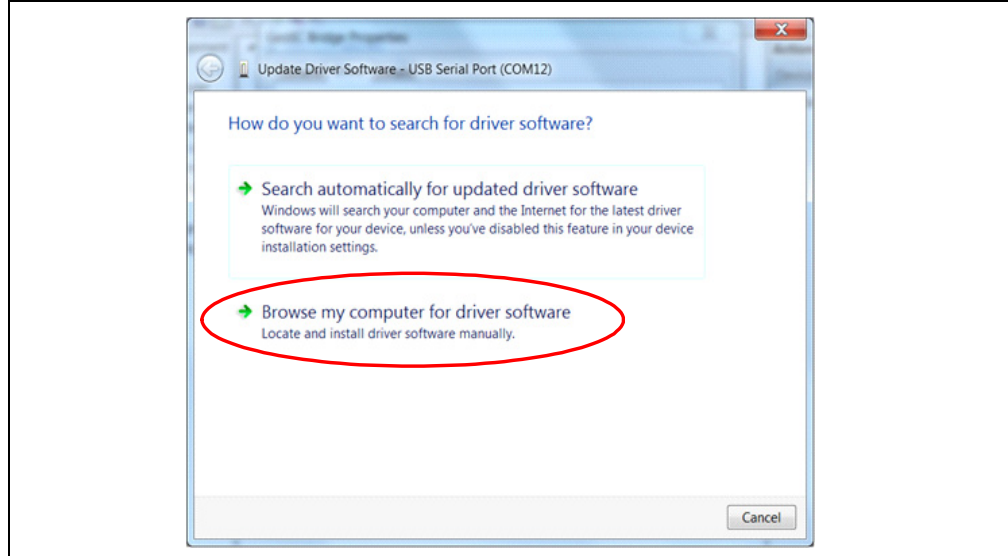 Update Driver Software - USB Serial Port (COM12)
How do you want to search for driver software?
Search automatically for updated driver software
Windows will search your computer and the Internet for the latest driver
software for your device, unless you've disabled this feature in your device
installation settings.
Browse my computer for driver software
Locate and install driver software manually.
Cancel